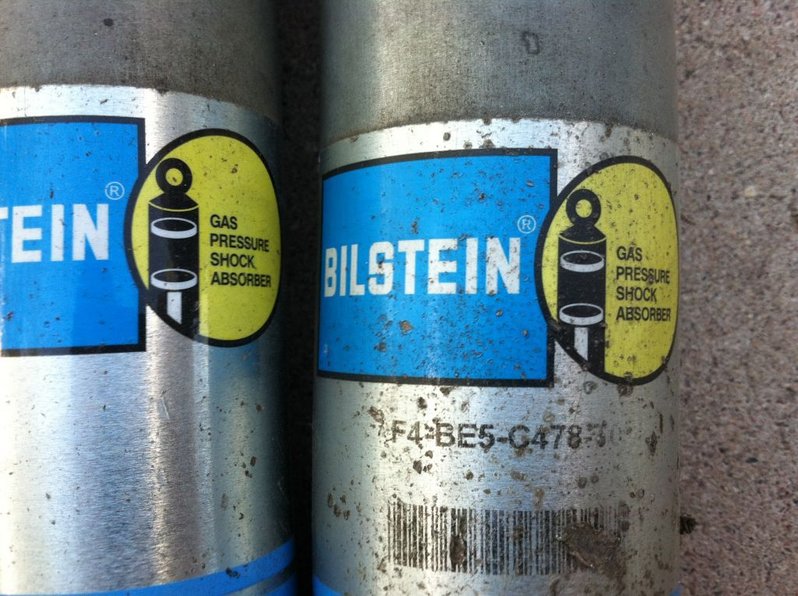 TEIN®
GAS
PRESSURE
SHOCK
ABSORBER
BILSTEIN®
GAS
PRESSURE
SHOCK
ABSORBER
F4-BE5-C478-